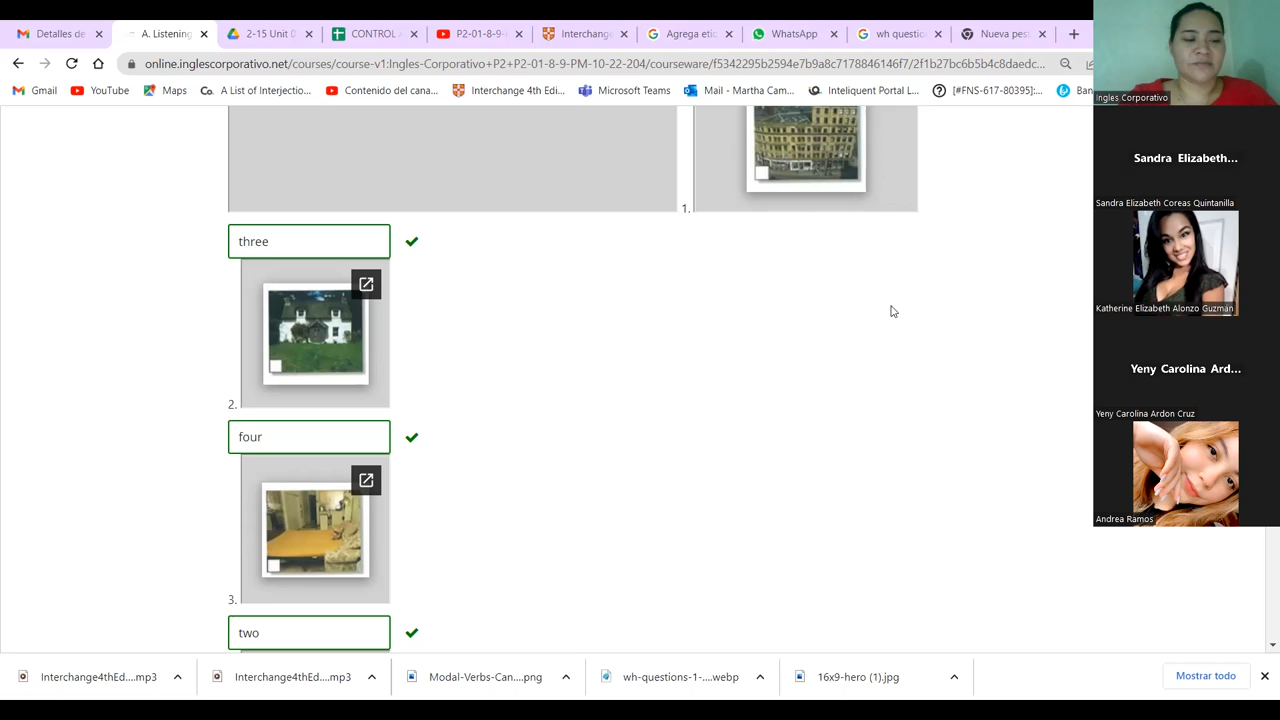 Detalles de
A. Listening
2-15 Unit 0
CONTROL A
P2-01-8-9-
Interchange
Agrega etic
WhatsApp
wh questi
Nueva pes
online.inglescorporativo.net/courses/course-v1:Ingles-Corporativo+P2+P2-01-8-9-PM-10-22-204/courseware/f5342295b2594e7b9a8c7178846146f7/2f1b27bc6b5b4c8daedc...
Gmail
YouTube
Maps
A List of Interjectio...
Contenido del cana...
Interchange 4th Edi...
Microsoft Teams
Mail - Martha Cam...
Inteliquent Portal L...
[#FNS-617-80395]:...
Ban
1.
three
2.
four
3.
two
Interchange4thEd....mp3
Interchange4thEd....mp3
Modal-Verbs-Can....png
wh-questions-1-....webp
16x9-hero (1).jpg
Mostrar todo
Ingles Corporativo
Sandra Elizabeth...
Sandra Elizabeth Coreas Quintanilla
Katherine Elizabeth Alonzo Guzmán
Yeny Carolina Ard...
Yeny Carolina Ardon Cruz
Andrea Ramos